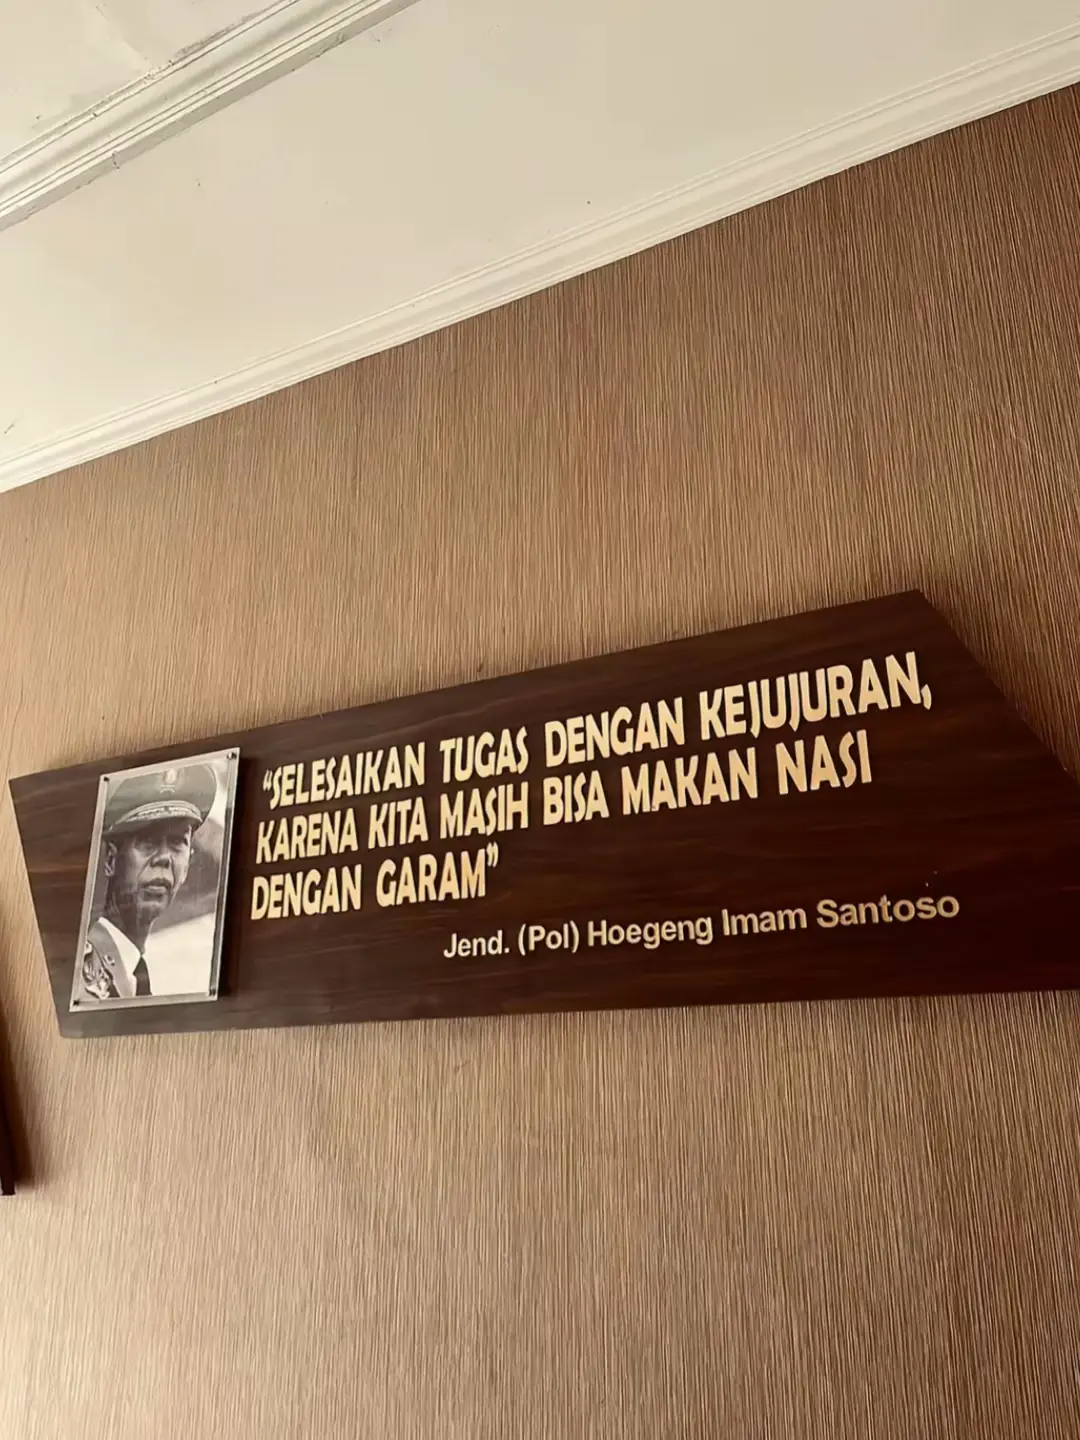 “SELESAIKAN TUGAS DENGAN KEJUJURAN,
KARENA KITA MASIH BISA MAKAN NASI
DENGAN GARAM”
Jend. (Pol) Hoegeng Imam Santoso